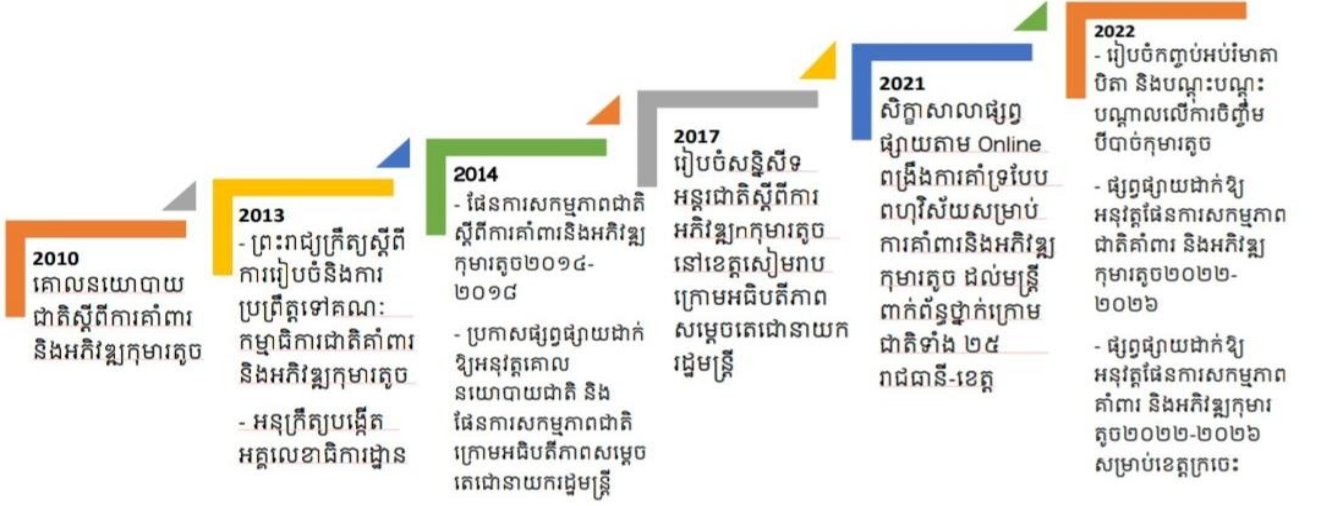 2010
គោលនយោបាយ
ជាតិស្តីពីការគាំពារ
និងអភិវឌ្ឍកុមារតូច
2013
- ព្រះរាជ្យក្រឹត្យស្តីពី
ការរៀបចំនិងការ
ប្រព្រឹត្តទៅគណៈ
កម្មាធិការជាតិគាំពារ
និងអភិវឌ្ឍកុមារតូច
- អនុក្រឹត្យបង្កើត
អគ្គលេខាធិការដ្ឋាន
2014
- ផែនការសកម្មភាពជាតិ
ស្តីពីការគាំពារនិងអភិវឌ្ឍ
កុមារតូច២០១៤-
២០១៨
- ប្រកាសផ្សព្វផ្សាយដាក់
ឱ្យអនុវត្តគោល
នយោបាយជាតិ និង
ផែនការសកម្មភាពជាតិ
ក្រោមអធិបតីភាពសម្តេច
តេជោនាយករដ្ឋមន្ត្រី
2017
រៀបចំសន្និសីទ
អន្តរជាតិស្តីពីការ
អភិវឌ្ឍnកុមារតូច
នៅខេត្តសៀមរាប
ក្រោមអធិបតីភាព
សម្តេចតេជោនាយក
រដ្ឋមន្ត្រី
2021
សិក្ខាសាលាផ្សព្វ
ផ្សាយតាម Online
ពង្រឹងការគាំទ្របែប
ពហុវិស័យសម្រាប់
ការគាំពារនិងអភិវឌ្ឍ
កុមារតូច ដល់មន្ត្រី
ពាក់ព័ន្ធថ្នាក់ក្រោម
ជាតិទាំង ២៥
រាជធានី-ខេត្ត
2022
- រៀបចំកញ្ចប់អប់រំមាតា
បិតា និងបណ្តុះបណ្តុះ
បណ្តាលលើការចិញ្ចឹម
បីបាច់កុមារតូច
- ផ្សព្វផ្សាយដាក់ឱ្យ
អនុវត្តផែនការសកម្មភាព
ជាតិគាំពារ និងអភិវឌ្ឍ
កុមារតូច២០២២-
២០២៦
- ផ្សព្វផ្សាយដាក់ឱ្យ
អនុវត្តផែនការសកម្មភាព
គាំពារ និងអភិវឌ្ឍកុមារ
តូច២០២២-២០២៦
សម្រាប់ខេត្តក្រចេះ